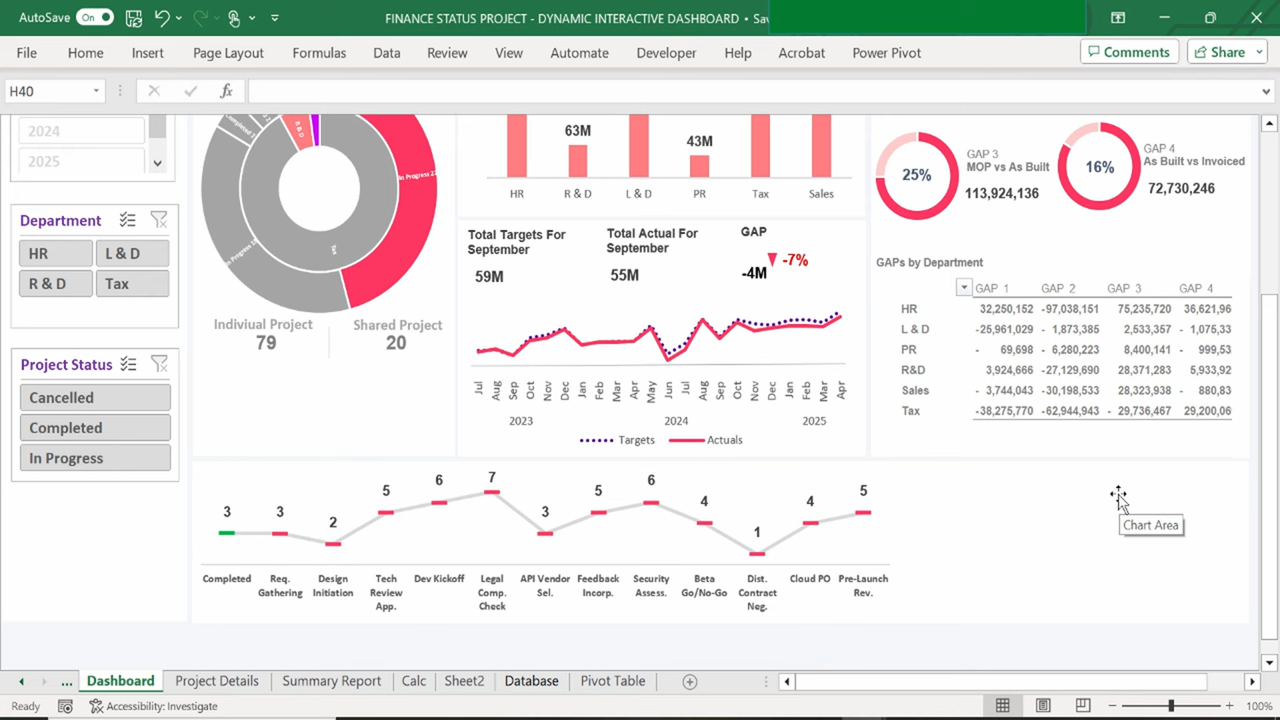 AutoSave On FINANCE STATUS PROJECT - DYNAMIC INTERACTIVE DASHBOARD •
File Home Insert Page Layout Formulas Data Review View Automate Developer Help Acrobat Power Pivot Comments Share
H40 fx
2024
2025
Department
HR L & D
R & D Tax
Project Status
Cancelled
Completed
In Progress
R & D
Tax
Indiviual Project Shared Project
79 20
63M 43M
HR R & D L & D PR Tax Sales
Total Targets For September
59M
Total Actual For September
55M
GAP
-7%
-4M
Jul Aug Sep Oct Nov Dec Jan Feb Mar Apr May Jun Jul Aug Sep Oct Nov Dec Jan Feb Mar Apr
2023 2024 2025
Targets Actuals
25%
GAP 3
MOP vs As Built
113,924,136
16%
GAP 4
As Built vs Invoiced
72,730,246
GAPs by Department
GAP 1 GAP 2 GAP 3 GAP 4
HR 32,250,152 -97,038,151 75,235,720 36,621,96
L & D -25,961,029 - 1,873,385 2,533,357 - 1,075,33
PR - 69,698 - 6,280,223 8,400,141 - 999,53
R&D 3,924,666 -27,129,690 28,371,283 5,933,92
Sales - 3,744,043 -30,198,533 28,323,938 - 880,83
Tax -38,275,770 -62,944,943 - 29,736,467 29,200,06
3 3 2 5 6 7 3 5 6 4 1 4 5
Completed Req. Gathering Design Initiation Tech Review App. Dev Kickoff Legal Comp. Check API Vendor Sel. Feedback Incorp. Security Assess. Beta Go/No-Go Dist. Contract Neg. Cloud PO Pre-Launch Rev.
Chart Area
... Dashboard Project Details Summary Report Calc Sheet2 Database Pivot Table
Ready Accessibility: Investigate 100%